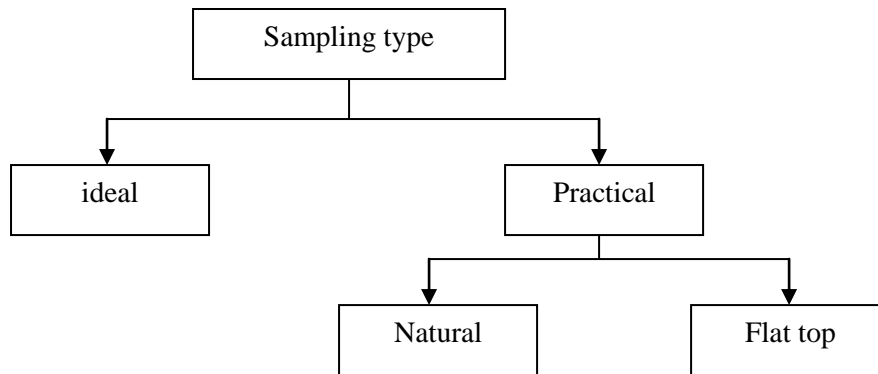 Sampling type
ideal
Practical
Natural
Flat top